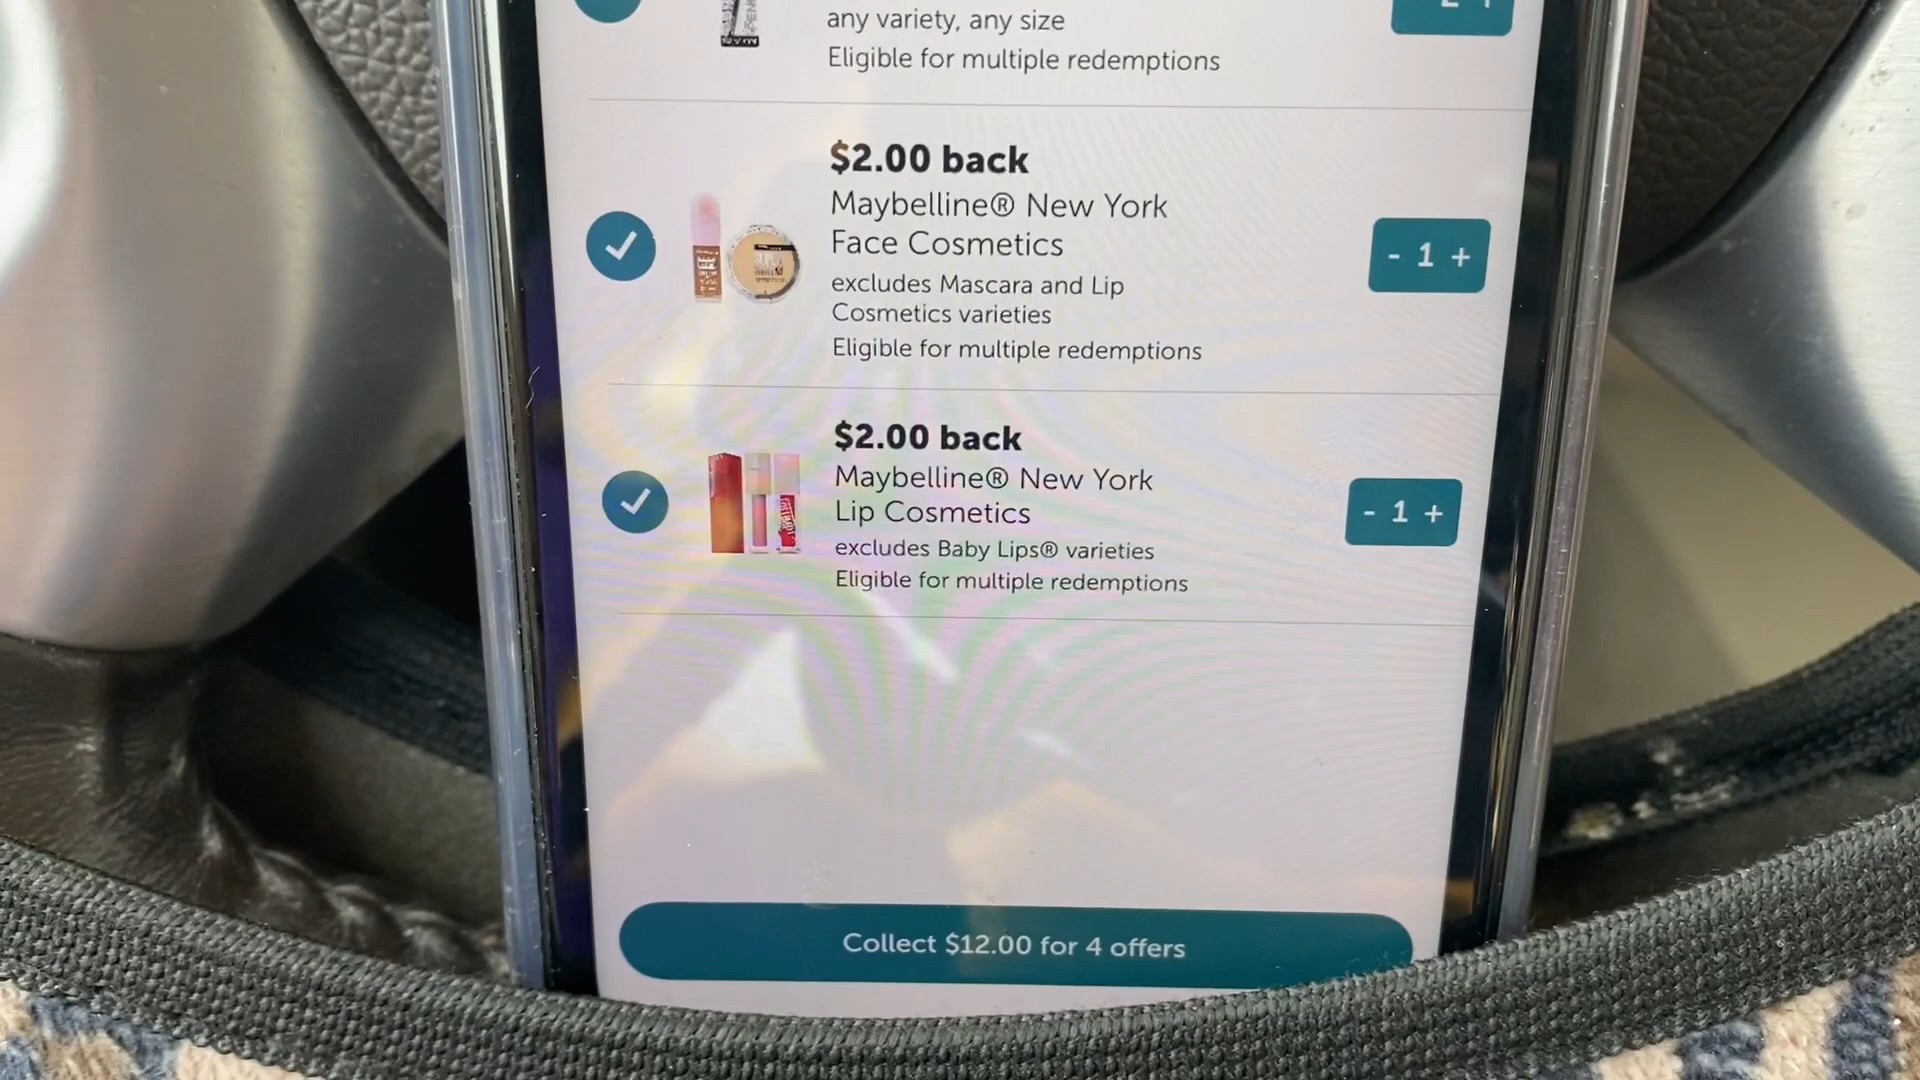 any variety, any size
Eligible for multiple redemptions
$2.00 back
Maybelline® New York
Face Cosmetics
excludes Mascara and Lip
Cosmetics varieties
Eligible for multiple redemptions
- 1 +
$2.00 back
Maybelline® New York
Lip Cosmetics
excludes Baby Lips® varieties
Eligible for multiple redemptions
- 1 +
Collect $12.00 for 4 offers